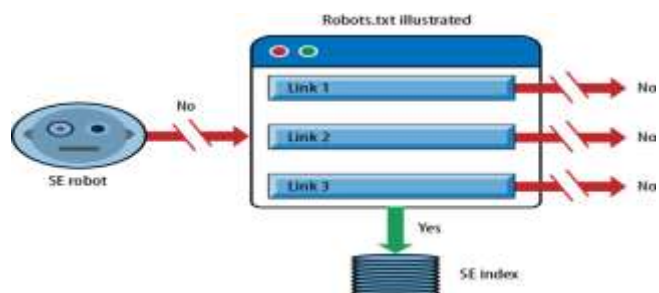 Robots.txt illustrated
Link 1
No
No
Link 2
No
SE robot
Link 3
No
Yes
SE index